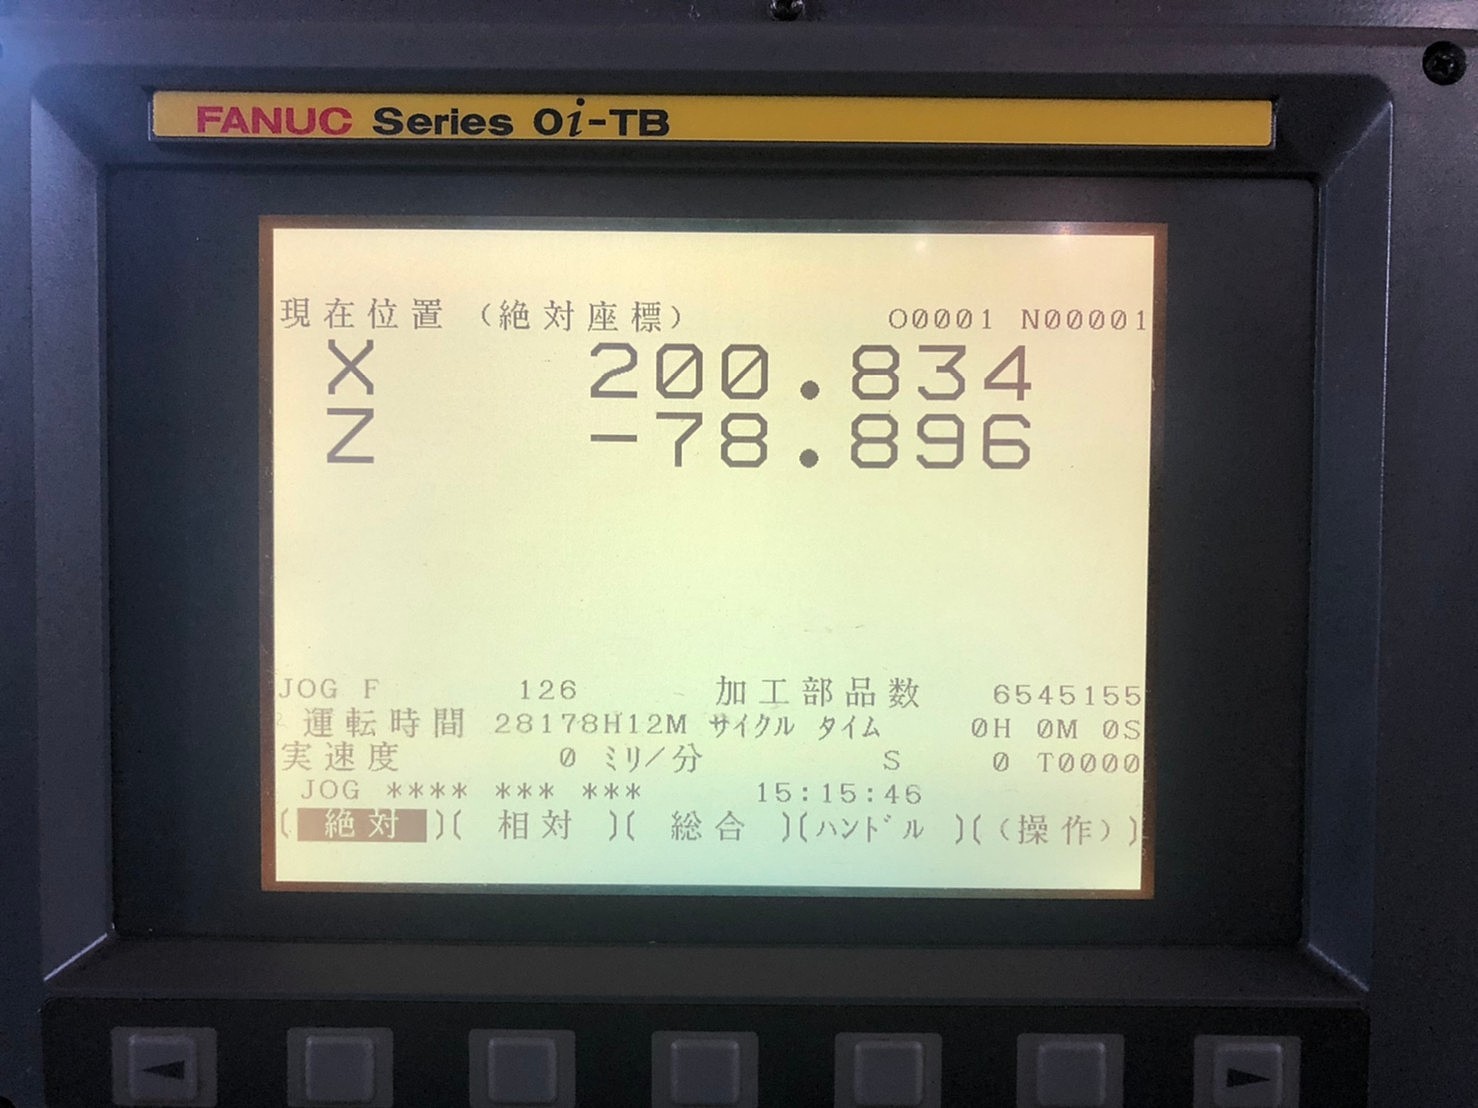 FANUC Series 0i-TB
現在位置 (絶対座標) O0001 N00001
X 200.834
Z -78.896
JOG F 126 加工部品数 6545155
運転時間 28178H12M サイクル タイム 0H 0M 0S
実速度 0 ミリ/分 S 0 T0000
JOG **** *** *** 15:15:46
[ 絶対 ][ 相対 ][ 総合 ][ハンドル ][ (操作) ]